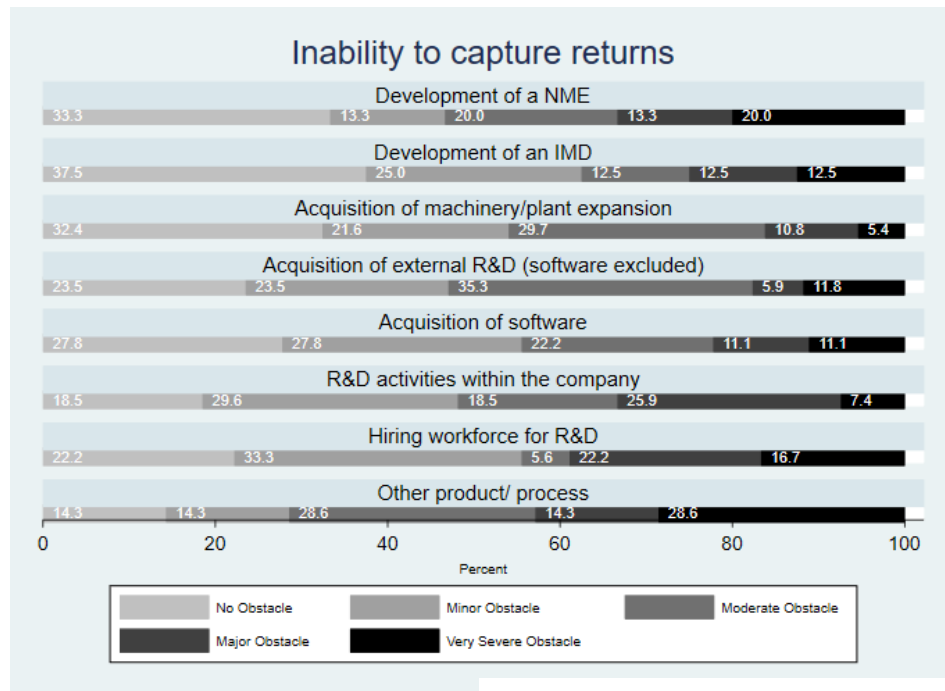 Inability to capture returns
Development of a NME
33.3 13.3 20.0 13.3 20.0
Development of an IMD
37.5 25.0 12.5 12.5 12.5
Acquisition of machinery/plant expansion
32.4 21.6 29.7 10.8 5.4
Acquisition of external R&D (software excluded)
23.5 23.5 35.3 5.9 11.8
Acquisition of software
27.8 27.8 22.2 11.1 11.1
R&D activities within the company
18.5 29.6 18.5 25.9 7.4
Hiring workforce for R&D
22.2 33.3 5.6 22.2 16.7
Other product/ process
14.3 14.3 28.6 14.3 28.6
0 20 40 60 80 100
Percent
No Obstacle Minor Obstacle Moderate Obstacle
Major Obstacle Very Severe Obstacle